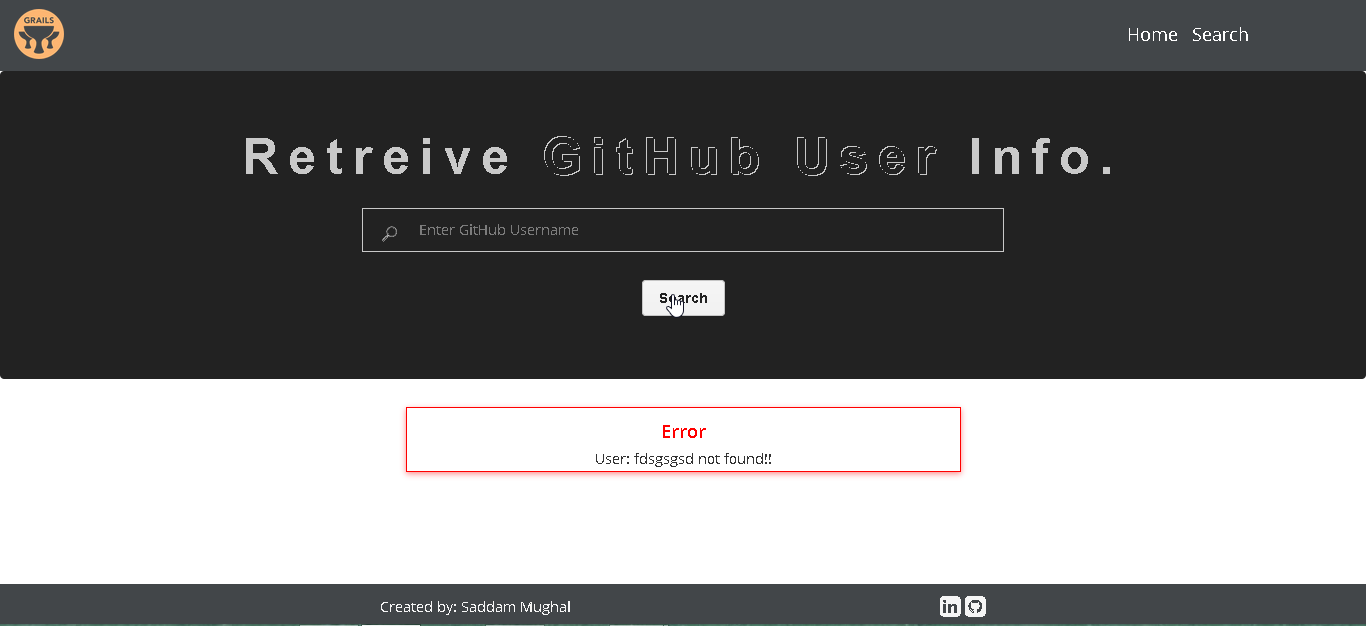 GRAILS
Home Search
Retreive GitHub User Info.
Enter GitHub Username
Search
Error
User: fdsgsgsd not found!!
Created by: Saddam Mughal
in